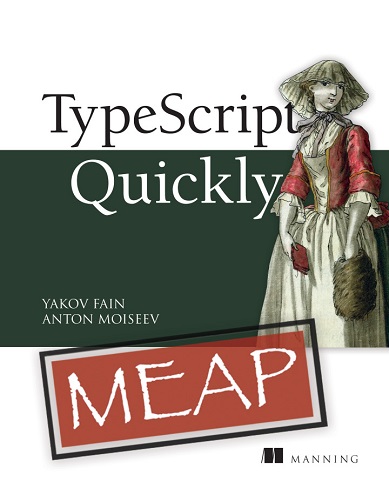 TypeScript
Quickly
YAKOV FAIN
ANTON MOISEEV
MEAP
MANNING